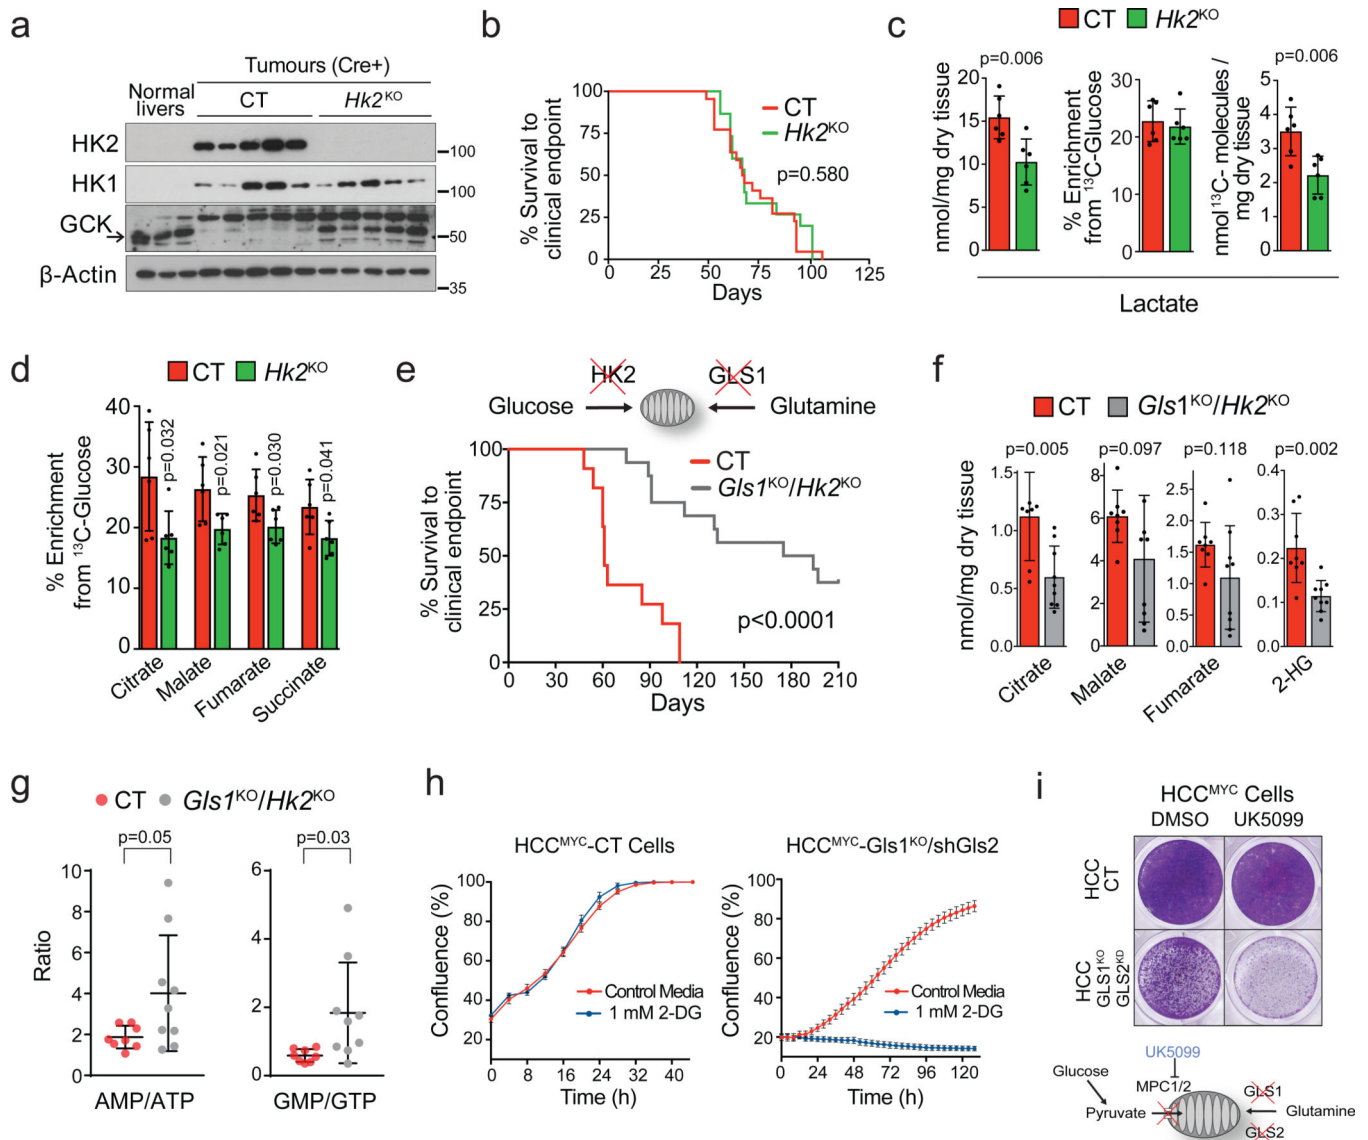 a
Tumours (Cre+)
Normal livers
CT
Hk2KO
HK2
100
HK1
100
GCK
50
β-Actin
35
b
% Survival to clinical endpoint
100
75
50
25
0
CT
Hk2KO
p=0.580
0 25 50 75 100 125
Days
c
CT Hk2KO
nmol/mg dry tissue
p=0.006
20
15
10
5
0
% Enrichment from 13C-Glucose
30
20
10
0
nmol 13C- molecules / mg dry tissue
p=0.006
5
4
3
2
1
0
Lactate
d
CT Hk2KO
% Enrichment from 13C-Glucose
40
30
20
10
0
p=0.032
p=0.021
p=0.030
p=0.041
Citrate
Malate
Fumarate
Succinate
e
HK2 GLS1
Glucose Glutamine
% Survival to clinical endpoint
100
75
50
25
0
CT
Gls1KO/Hk2KO
p<0.0001
0 30 60 90 120 150 180 210
Days
f
CT Gls1KO/Hk2KO
nmol/mg dry tissue
p=0.005
1.5
1.0
0.5
0.0
Citrate
p=0.097
8
6
4
2
0
Malate
p=0.118
2.5
2.0
1.5
1.0
0.5
0.0
Fumarate
p=0.002
0.4
0.3
0.2
0.1
0
2-HG
g
CT Gls1KO/Hk2KO
Ratio
p=0.05
10
8
6
4
2
0
AMP/ATP
p=0.03
6
4
2
0
GMP/GTP
h
HCCMYC-CT Cells
Confluence (%)
100
80
60
40
20
Control Media
1 mM 2-DG
0 8 16 24 32 40
Time (h)
HCCMYC-Gls1KO/shGls2
Confluence (%)
100
80
60
40
20
Control Media
1 mM 2-DG
0 24 48 72 96 120
Time (h)
i
HCCMYC Cells
DMSO UK5099
HCC CT
HCC GLS1KO GLS2KD
UK5099
Glucose
MPC1/2
GLS1
Pyruvate
Glutamine
GLS2